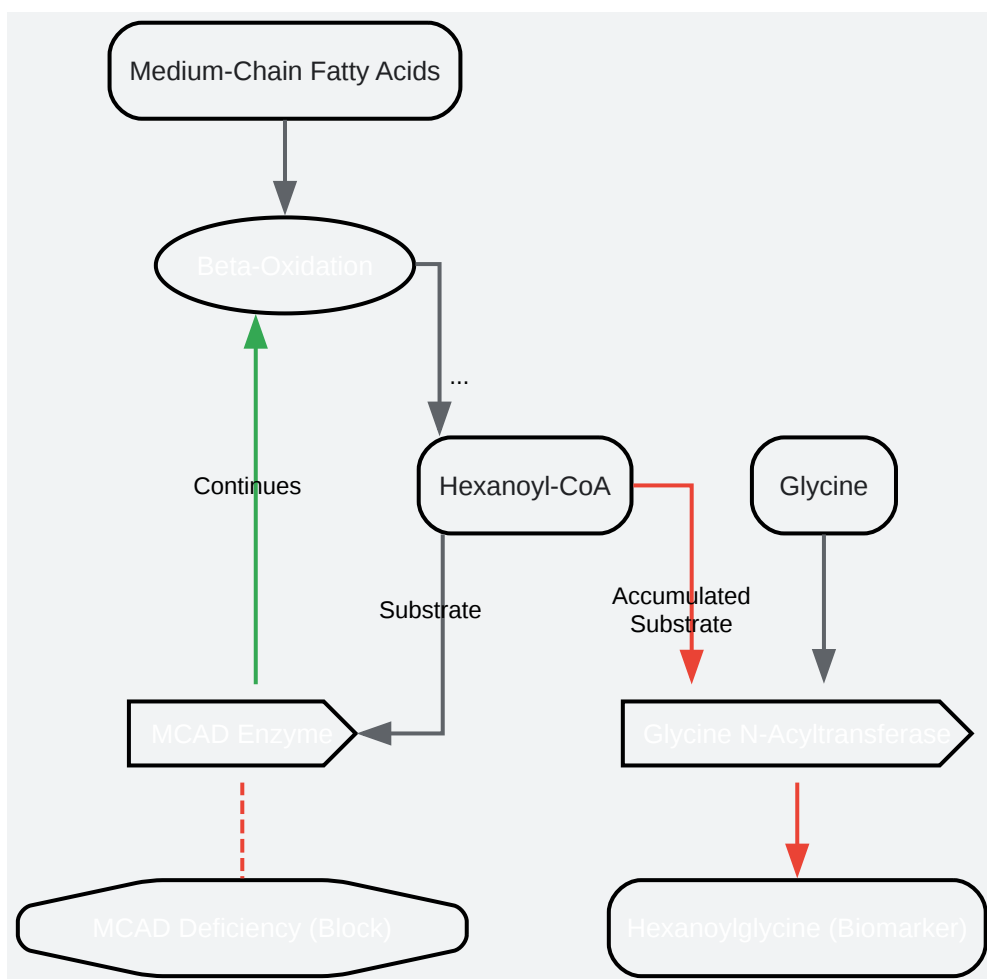 Medium-Chain Fatty Acids
Beta-Oxidation
...
Continues
Hexanoyl-CoA
Glycine
Substrate
Accumulated
Substrate
MCAD Enzyme
Glycine N-Acyltransferase
MCAD Deficiency (Block)
Hexanoylglycine (Biomarker)